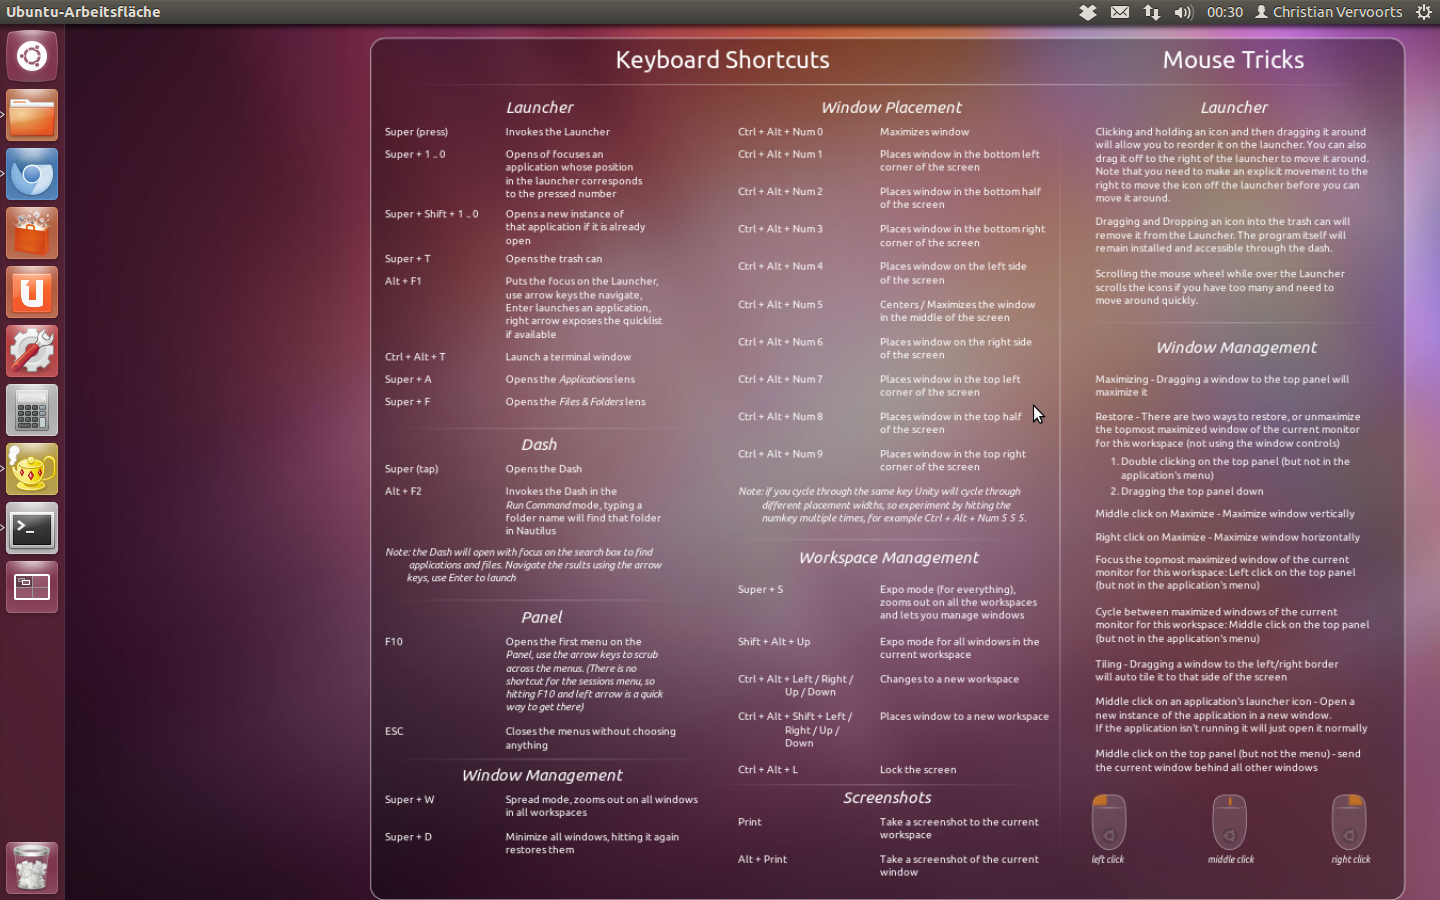 Ubuntu-Arbeitsfläche
00:30 Christian Vervoorts
Keyboard Shortcuts
Launcher
Super (press) Invokes the Launcher
Super + 1 .. 0 Opens of focuses an
application whose position
in the launcher corresponds
to the pressed number
Super + Shift + 1 .. 0 Opens a new instance of
that application if it is already
open
Super + T Opens the trash can
Alt + F1 Puts the focus on the Launcher,
use arrow keys the navigate,
Enter launches an application,
right arrow exposes the quicklist
if available
Ctrl + Alt + T Launch a terminal window
Super + A Opens the Applications lens
Super + F Opens the Files & Folders lens
Dash
Super (tap) Opens the Dash
Alt + F2 Invokes the Dash in the
Run Command mode, typing a
folder name will find that folder
in Nautilus
Note: the Dash will open with focus on the search box to find
applications and files. Navigate the rsults using the arrow
keys, use Enter to launch
Panel
F10 Opens the first menu on the
Panel, use the arrow keys to scrub
across the menus. (There is no
shortcut for the sessions menu, so
hitting F10 and left arrow is a quick
way to get there)
ESC Closes the menus without choosing
anything
Window Management
Super + W Spread mode, zooms out on all windows
in all workspaces
Super + D Minimize all windows, hitting it again
restores them
Window Placement
Ctrl + Alt + Num 0 Maximizes window
Ctrl + Alt + Num 1 Places window in the bottom left
corner of the screen
Ctrl + Alt + Num 2 Places window in the bottom half
of the screen
Ctrl + Alt + Num 3 Places window in the bottom right
corner of the screen
Ctrl + Alt + Num 4 Places window on the left side
of the screen
Ctrl + Alt + Num 5 Centers / Maximizes the window
in the middle of the screen
Ctrl + Alt + Num 6 Places window on the right side
of the screen
Ctrl + Alt + Num 7 Places window in the top left
corner of the screen
Ctrl + Alt + Num 8 Places window in the top half
of the screen
Ctrl + Alt + Num 9 Places window in the top right
corner of the screen
Note: if you cycle through the same key Unity will cycle through
different placement widths, so experiment by hitting the
numkey multiple times, for example Ctrl + Alt + Num 5 5 5.
Workspace Management
Super + S Expo mode (for everything),
zooms out on all the workspaces
and lets you manage windows
Shift + Alt + Up Expo mode for all windows in the
current workspace
Ctrl + Alt + Left / Right / Changes to a new workspace
Up / Down
Ctrl + Alt + Shift + Left / Places window to a new workspace
Right / Up /
Down
Ctrl + Alt + L Lock the screen
Screenshots
Print Take a screenshot to the current
workspace
Alt + Print Take a screenshot of the current
window
Mouse Tricks
Launcher
Clicking and holding an icon and then dragging it around
will allow you to reorder it on the launcher. You can also
drag it off to the right of the launcher to move it around.
Note that you need to make an explicit movement to the
right to move the icon off the launcher before you can
move it around.
Dragging and Dropping an icon into the trash can will
remove it from the Launcher. The program itself will
remain installed and accessible through the dash.
Scrolling the mouse wheel while over the Launcher
scrolls the icons if you have too many and need to
move around quickly.
Window Management
Maximizing - Dragging a window to the top panel will
maximize it
Restore - There are two ways to restore, or unmaximize
the topmost maximized window of the current monitor
for this workspace (not using the window controls)
1. Double clicking on the top panel (but not in the
application's menu)
2. Dragging the top panel down
Middle click on Maximize - Maximize window vertically
Right click on Maximize - Maximize window horizontally
Focus the topmost maximized window of the current
monitor for this workspace: Left click on the top panel
(but not in the application's menu)
Cycle between maximized windows of the current
monitor for this workspace: Middle click on the top panel
(but not in the application's menu)
Tiling - Dragging a window to the left/right border
will auto tile it to that side of the screen
Middle click on an application's launcher icon - Open a
new instance of the application in a new window.
If the application isn't running it will just open it normally
Middle click on the top panel (but not the menu) - send
the current window behind all other windows
left click middle click right click